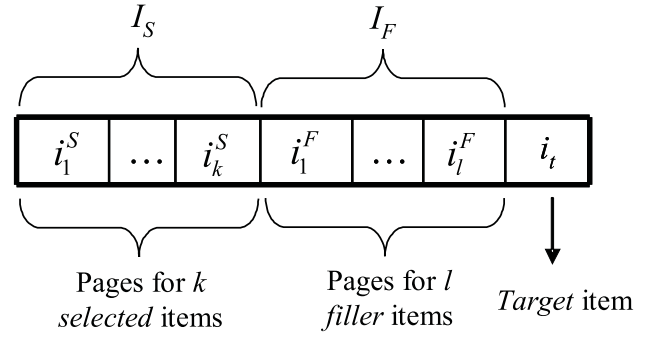 I_S I_F
i_1^S ... i_k^S i_1^F ... i_l^F i_t
Pages for k
selected items
Pages for l
filler items
Target item